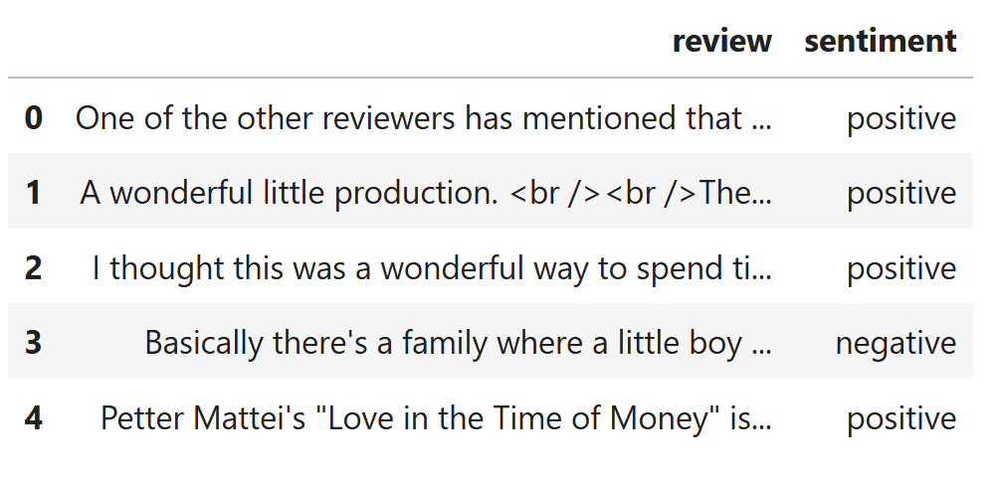 review sentiment
0 One of the other reviewers has mentioned that ... positive
1 A wonderful little production. <br /><br />The... positive
2 I thought this was a wonderful way to spend ti... positive
3 Basically there's a family where a little boy ... negative
4 Petter Mattei's "Love in the Time of Money" is... positive